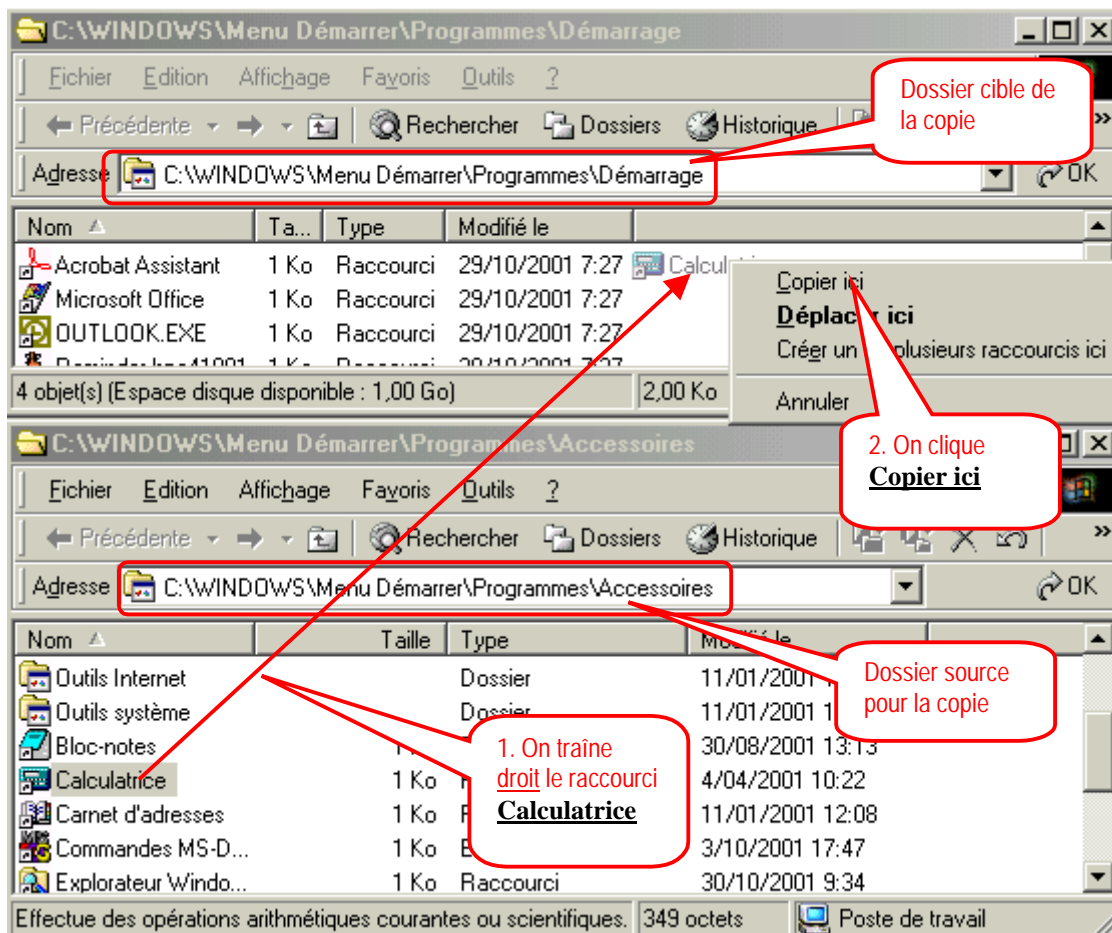 C:\WINDOWS\Menu Démarrer\Programmes\Démarrage
Fichier Edition Affichage Favoris Outils ?
Précédente Rechercher Dossiers Historique »
Dossier cible de
la copie
Adresse C:\WINDOWS\Menu Démarrer\Programmes\Démarrage OK
Nom Ta... Type Modifié le
Acrobat Assistant 1 Ko Raccourci 29/10/2001 7:27
Microsoft Office 1 Ko Raccourci 29/10/2001 7:27
OUTLOOK.EXE 1 Ko Raccourci 29/10/2001 7:27
4 objet(s) (Espace disque disponible : 1,00 Go) 2,00 Ko
Copier ici
Déplacer ici
Créer un plusieurs raccourcis ici
Annuler
2. On clique
Copier ici
C:\WINDOWS\Menu Démarrer\Programmes\Accessoires
Fichier Edition Affichage Favoris Outils ?
Précédente Rechercher Dossiers Historique »
Adresse C:\WINDOWS\Menu Démarrer\Programmes\Accessoires OK
Nom Taille Type Modifié le
Outils Internet Dossier 11/01/2001
Outils système Dossier 11/01/2001
Bloc-notes 1 Ko 30/08/2001 13:13
Calculatrice 1 Ko 4/04/2001 10:22
Carnet d'adresses 1 Ko 11/01/2001 12:08
Commandes MS-D... 1 Ko 3/10/2001 17:47
Explorateur Windo... 1 Ko Raccourci 30/10/2001 9:34
Dossier source
pour la copie
1. On traîne
droit le raccourci
Calculatrice
Effectue des opérations arithmétiques courantes ou scientifiques. 349 octets Poste de travail